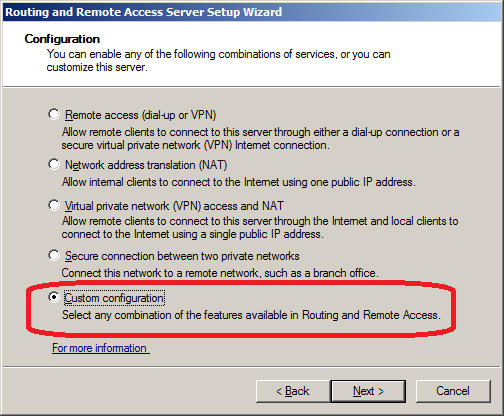 Routing and Remote Access Server Setup Wizard
Configuration
You can enable any of the following combinations of services, or you can
customize this server.
Remote access (dial-up or VPN)
Allow remote clients to connect to this server through either a dial-up connection or a
secure virtual private network (VPN) Internet connection.
Network address translation (NAT)
Allow internal clients to connect to the Internet using one public IP address.
Virtual private network (VPN) access and NAT
Allow remote clients to connect to this server through the Internet and local clients to
connect to the Internet using a single public IP address.
Secure connection between two private networks
Connect this network to a remote network, such as a branch office.
Custom configuration
Select any combination of the features available in Routing and Remote Access.
For more information
< Back
Next >
Cancel